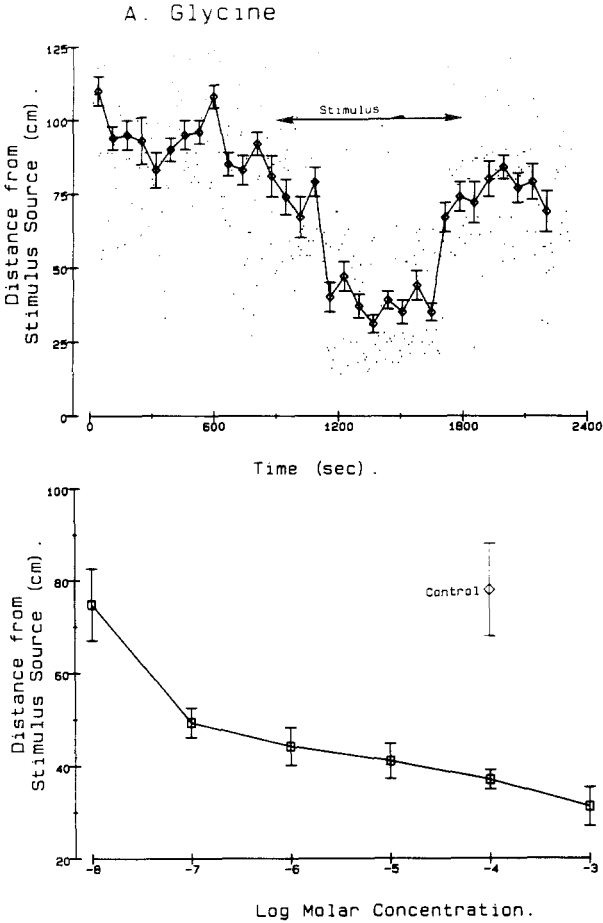 A. Glycine
125
100
75
50
25
0
Distance from
Stimulus Source (cm).
Stimulus
0 600 1200 1800 2400
Time (sec).
100
80
60
40
20
Distance from
Stimulus Source (cm).
Control
-8 -7 -6 -5 -4 -3
Log Molar Concentration.